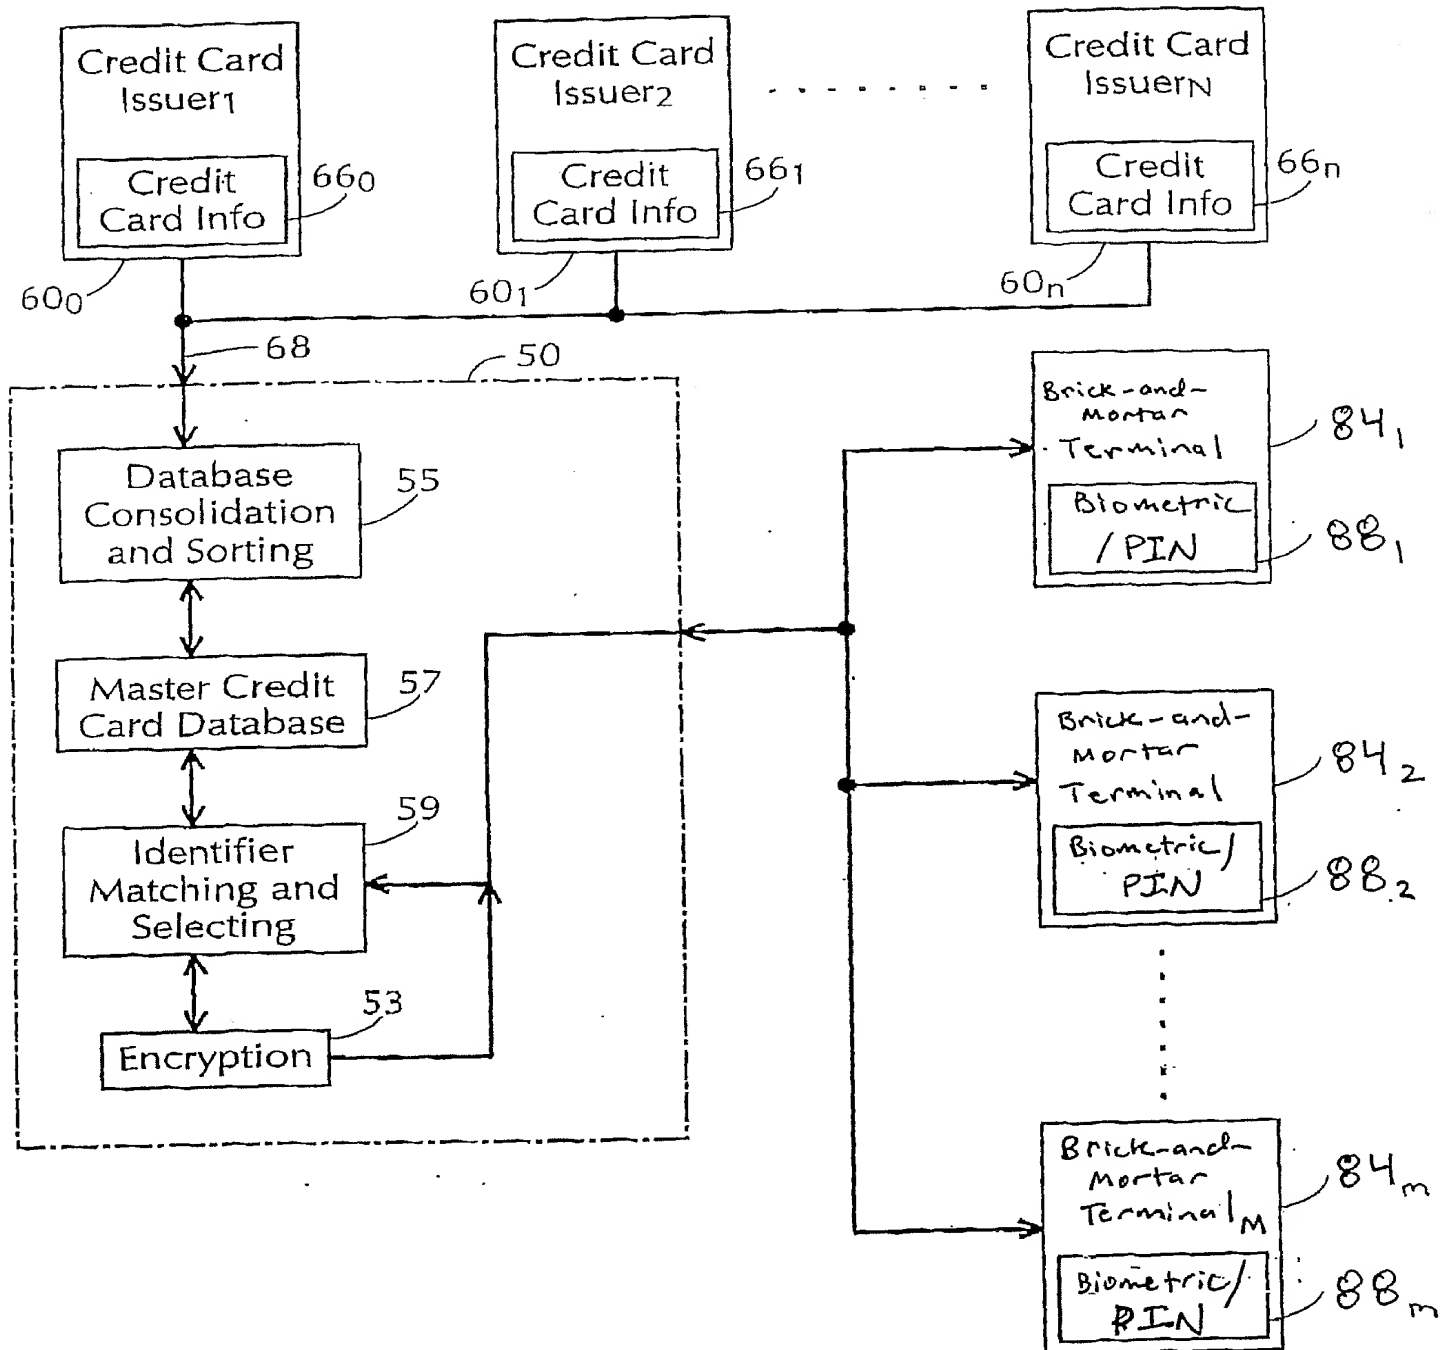 Credit Card
Issuer1
Credit
Card Info
660
600
Credit Card
Issuer2
Credit
Card Info
661
601
Credit Card
IssuerN
Credit
Card Info
66n
60n
68
50
Database
Consolidation
and Sorting
55
Master Credit
Card Database
57
Identifier
Matching and
Selecting
59
Encryption
53
Brick-and-
Mortar
Terminal
841
Biometric
/PIN
881
Brick-and-
Mortar
Terminal
842
Biometric/
PIN
882
Brick-and-
Mortar
TerminalM
84m
Biometric/
PIN
88m